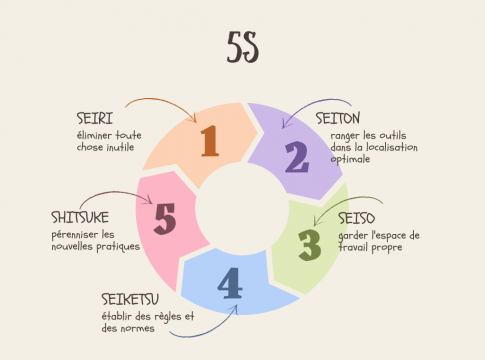 5S
SEIRI
éliminer toute
chose inutile
1
SEITON
ranger les outils
dans la localisation
optimale
2
SEISO
garder l'espace de
travail propre
3
SEIKETSU
établir des règles et
des normes
4
SHITSUKE
pérenniser les
nouvelles pratiques
5